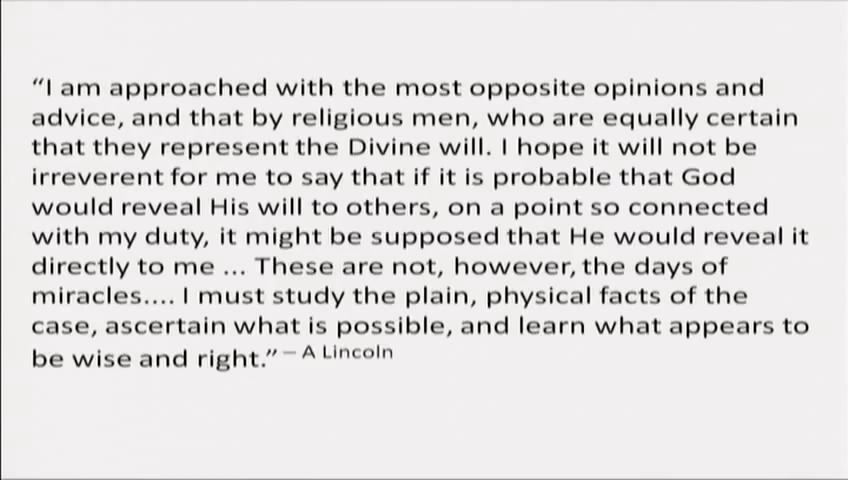 “I am approached with the most opposite opinions and
advice, and that by religious men, who are equally certain
that they represent the Divine will. I hope it will not be
irreverent for me to say that if it is probable that God
would reveal His will to others, on a point so connected
with my duty, it might be supposed that He would reveal it
directly to me ... These are not, however, the days of
miracles.... I must study the plain, physical facts of the
case, ascertain what is possible, and learn what appears to
be wise and right.” – A Lincoln